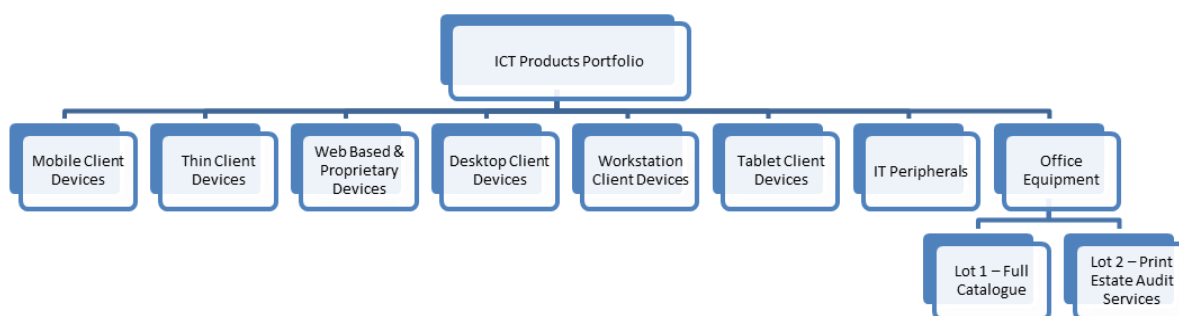 ICT Products Portfolio
Mobile Client
Devices
Thin Client
Devices
Web Based &
Proprietary
Devices
Desktop Client
Devices
Workstation
Client Devices
Tablet Client
Devices
IT Peripherals
Office
Equipment
Lot 1 – Full
Catalogue
Lot 2 – Print
Estate Audit
Services